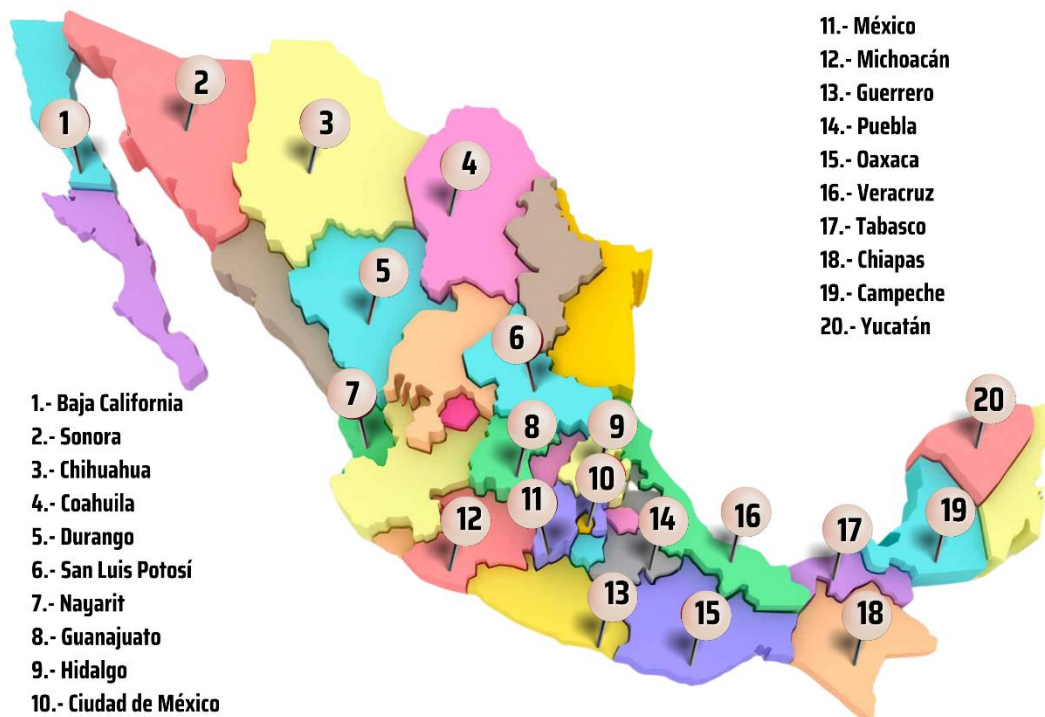 11.- México
12.- Michoacán
13.- Guerrero
14.- Puebla
15.- Oaxaca
16.- Veracruz
17.- Tabasco
18.- Chiapas
19.- Campeche
20.- Yucatán
1
2
3
4
5
6
7
8
9
10
11
12
13
14
15
16
17
18
19
20
1.- Baja California
2.- Sonora
3.- Chihuahua
4.- Coahuila
5.- Durango
6.- San Luis Potosí
7.- Nayarit
8.- Guanajuato
9.- Hidalgo
10.- Ciudad de México